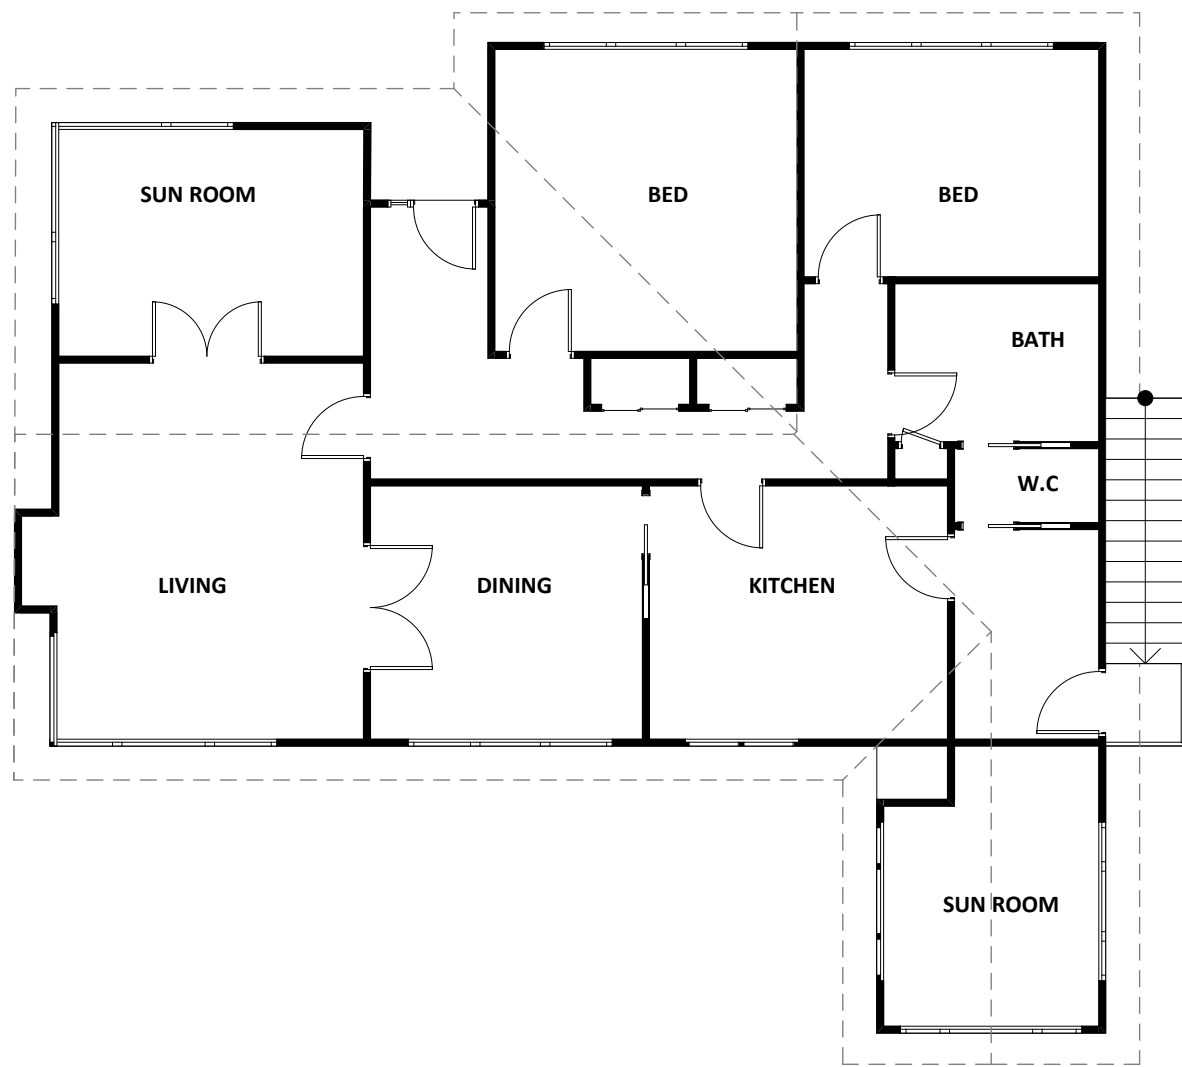 SUN ROOM
BED
BED
BATH
W.C
LIVING
DINING
KITCHEN
SUN ROOM